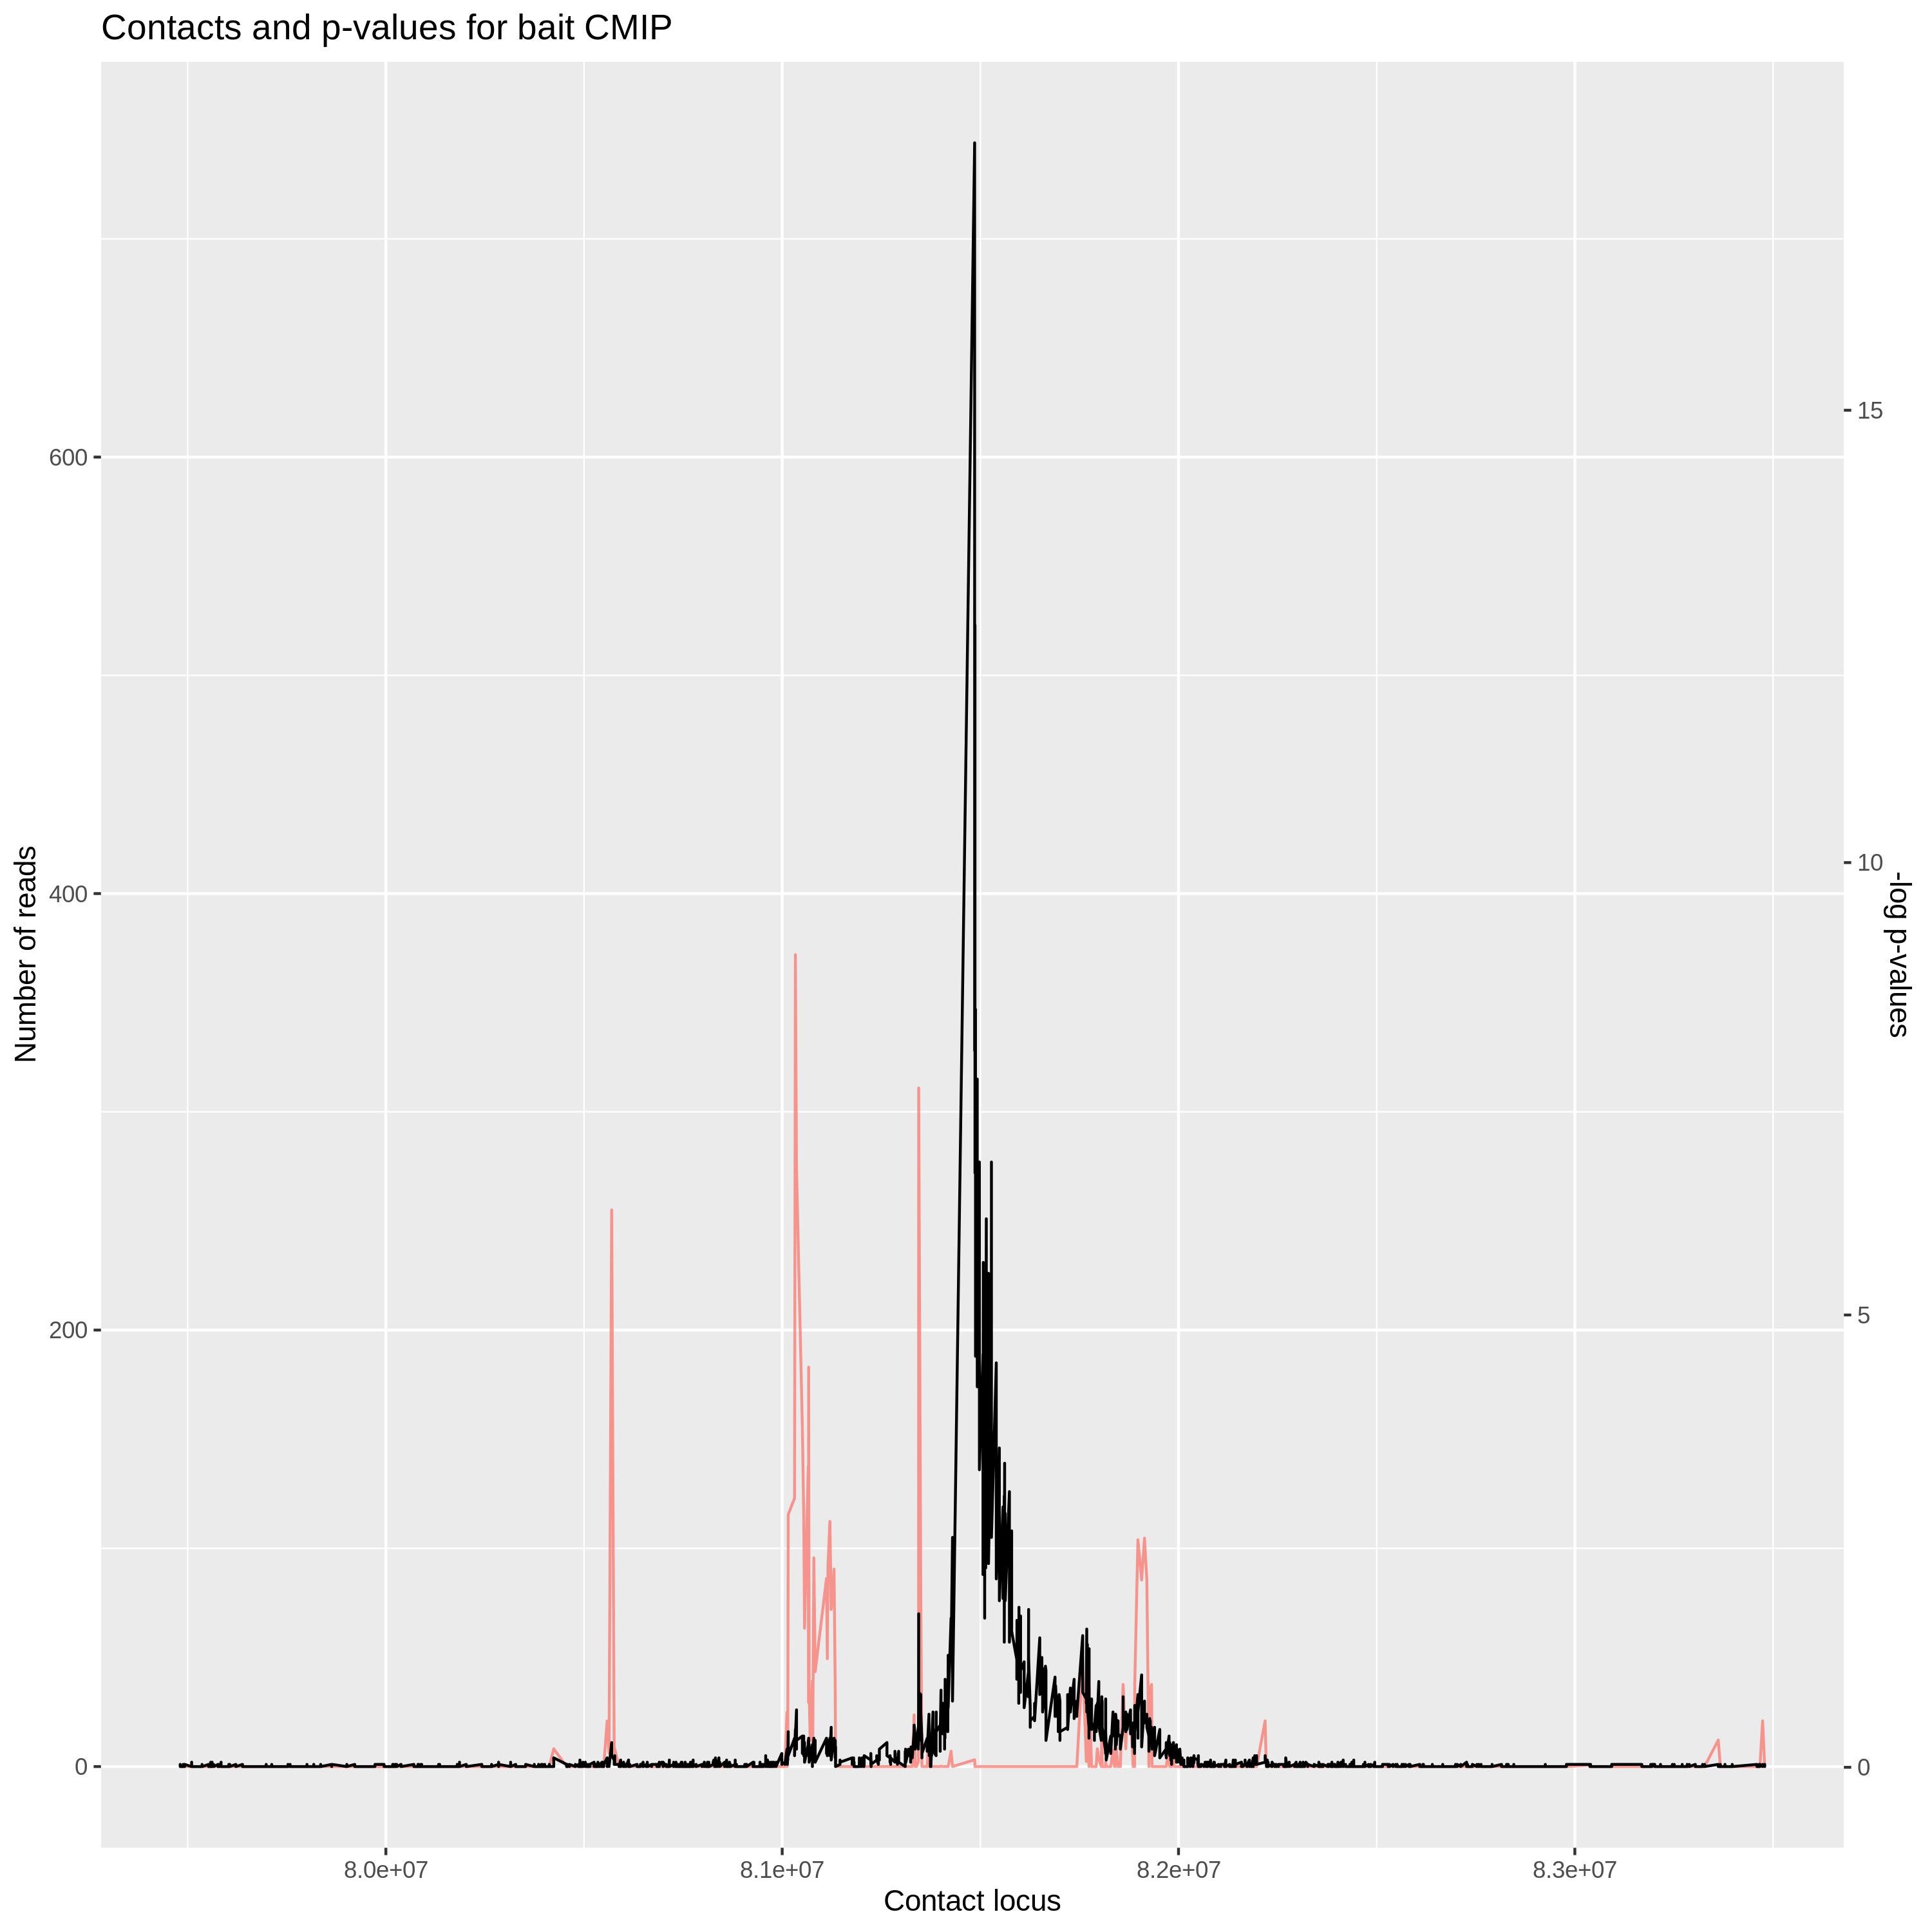 Contacts and p-values for bait CMIP
Number of reads
600
400
200
0
15
10
5
0
-log p-values
8.0e+07
8.1e+07
8.2e+07
8.3e+07
Contact locus